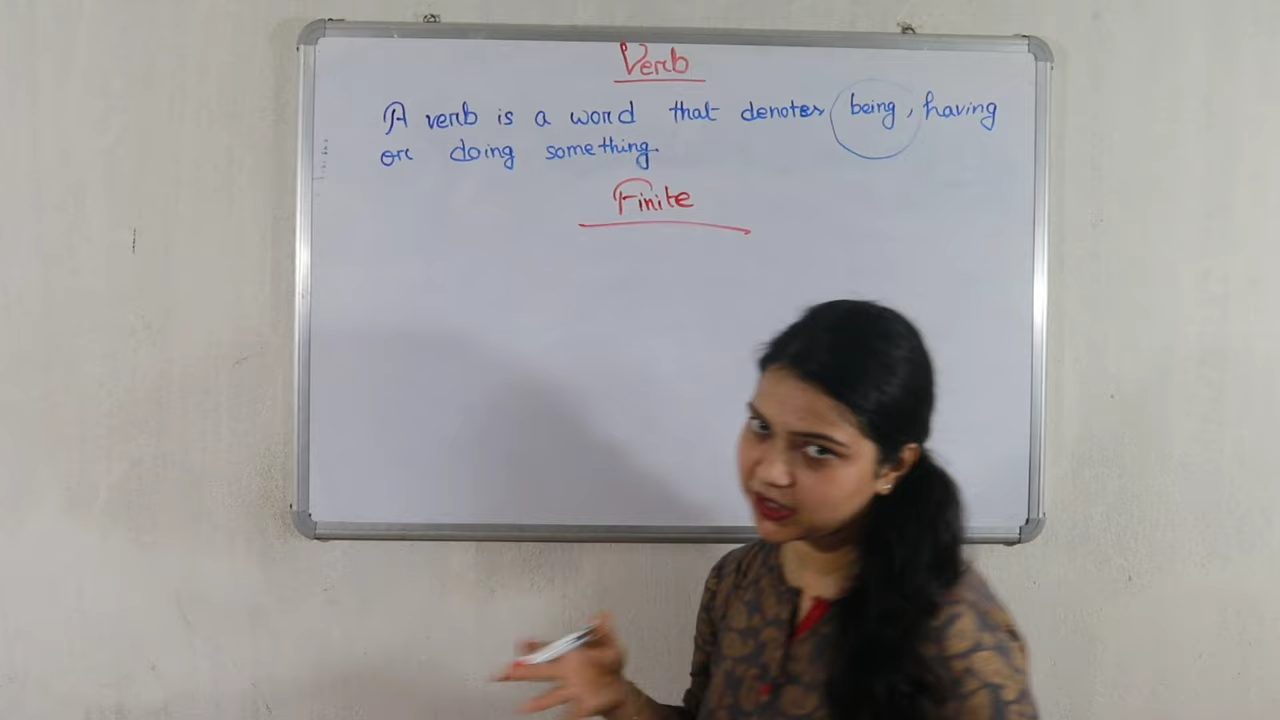 Verb
A verb is a word that denotes being, having
or doing something.
Finite